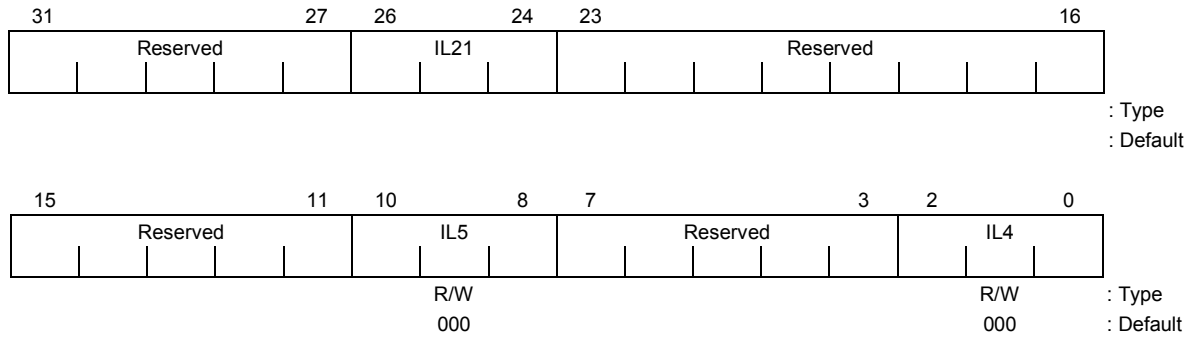 31 27 26 24 23 16
Reserved IL21 Reserved
: Type
: Default
15 11 10 8 7 3 2 0
Reserved IL5 Reserved IL4
R/W R/W : Type
000 000 : Default